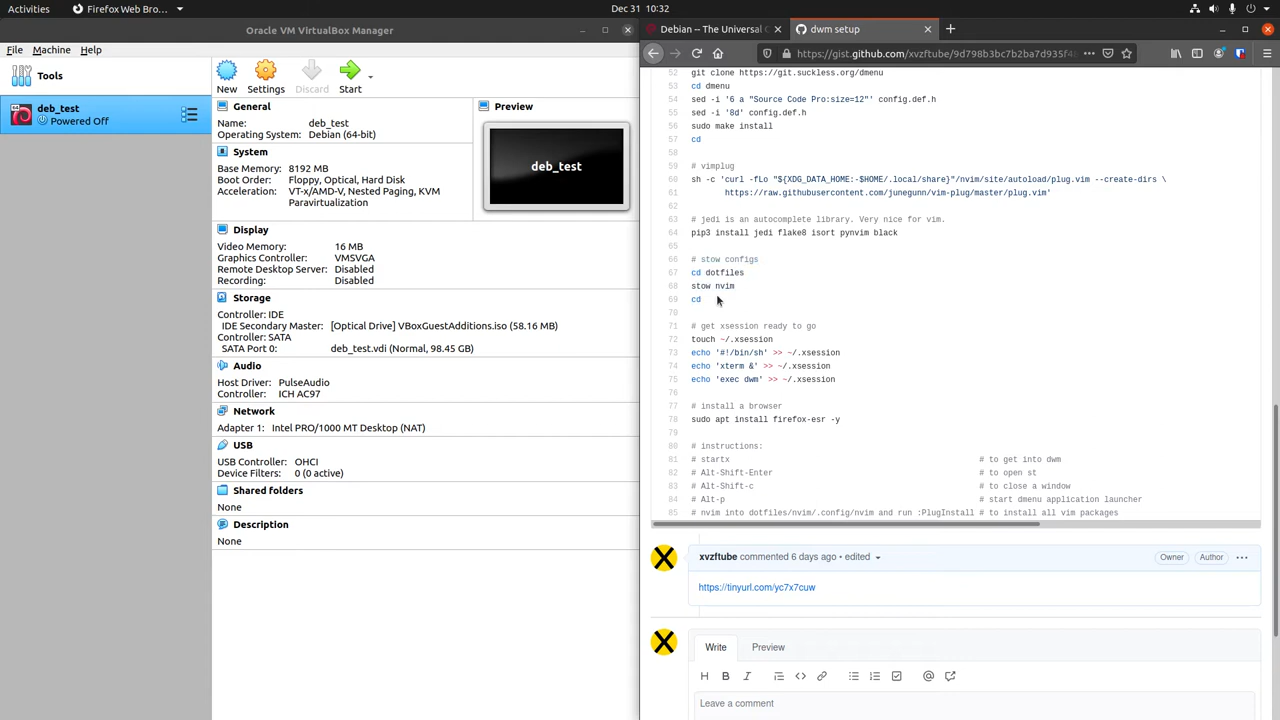 Activities
Firefox Web Bro...
Dec 31 10:32
Oracle VM VirtualBox Manager
File Machine Help
Tools
deb_test
Powered Off
New Settings Discard Start
General
Name: deb_test
Operating System: Debian (64-bit)
System
Base Memory: 8192 MB
Boot Order: Floppy, Optical, Hard Disk
Acceleration: VT-x/AMD-V, Nested Paging, KVM
Paravirtualization
Preview
deb_test
Display
Video Memory: 16 MB
Graphics Controller: VMSVGA
Remote Desktop Server: Disabled
Recording: Disabled
Storage
Controller: IDE
IDE Secondary Master: [Optical Drive] VBoxGuestAdditions.iso (58.16 MB)
Controller: SATA
SATA Port 0: deb_test.vdi (Normal, 98.45 GB)
Audio
Host Driver: PulseAudio
Controller: ICH AC97
Network
Adapter 1: Intel PRO/1000 MT Desktop (NAT)
USB
USB Controller: OHCI
Device Filters: 0 (0 active)
Shared folders
None
Description
None
Debian -- The Universal O
dwm setup
https://gist.github.com/xvzftube/9d798b3bc7b2ba7d935f4
52 git clone https://git.suckless.org/dmenu
53 cd dmenu
54 sed -i '6 a "Source Code Pro:size=12"' config.def.h
55 sed -i '8d' config.def.h
56 sudo make install
57 cd
58
59 # vimplug
60 sh -c 'curl -fLo "${XDG_DATA_HOME:-$HOME/.local/share}"/nvim/site/autoload/plug.vim --create-dirs \
61 https://raw.githubusercontent.com/junegunn/vim-plug/master/plug.vim'
62
63 # jedi is an autocomplete library. Very nice for vim.
64 pip3 install jedi flake8 isort pynvim black
65
66 # stow configs
67 cd dotfiles
68 stow nvim
69 cd
70
71 # get xsession ready to go
72 touch ~/.xsession
73 echo '#!/bin/sh' >> ~/.xsession
74 echo 'xterm &' >> ~/.xsession
75 echo 'exec dwm' >> ~/.xsession
76
77 # install a browser
78 sudo apt install firefox-esr -y
79
80 # instructions:
81 # startx # to get into dwm
82 # Alt-Shift-Enter # to open st
83 # Alt-Shift-c # to close a window
84 # Alt-p # start dmenu application launcher
85 # nvim into dotfiles/nvim/.config/nvim and run :PlugInstall # to install all vim packages
xvzftube commented 6 days ago • edited
Owner Author
https://tinyurl.com/yc7x7cuw
Write Preview
Leave a comment